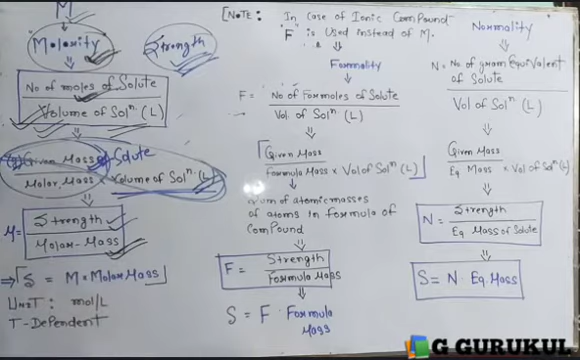 M
⇓
Molarity
Strength
⇓
No of moles of Solute
Volume of Solⁿ. (L)
⇓
(g) Given Mass of Solute
Molar Mass × Volume of Solⁿ (L)
⇓
M = Strength
Molar-Mass
⇒ S = M × Molar Mass
UNIT : mol/L
T-Dependent
[NOTE: In Case of Ionic Compound
F is Used instead of M.
⇓
Formality
⇓
F = No of Formoles of Solute
Vol. of Solⁿ (L)
⇓
Given Mass
Formula Mass × Vol of Solⁿ (L)
↓
Sum of atomic masses
of atoms in formula of
Compound
⇓
F = Strength
Formula Mass
⇓
S = F · Formula
Mass
Normality
⇓
N = No of gram Equivalent
of Solute
Vol of Solⁿ (L)
⇓
Given Mass
Eq. Mass × Vol of Solⁿ (L)
⇓
N = Strength
Eq. Mass of Solute
⇓
S = N · Eq. Mass
G GURUKUL